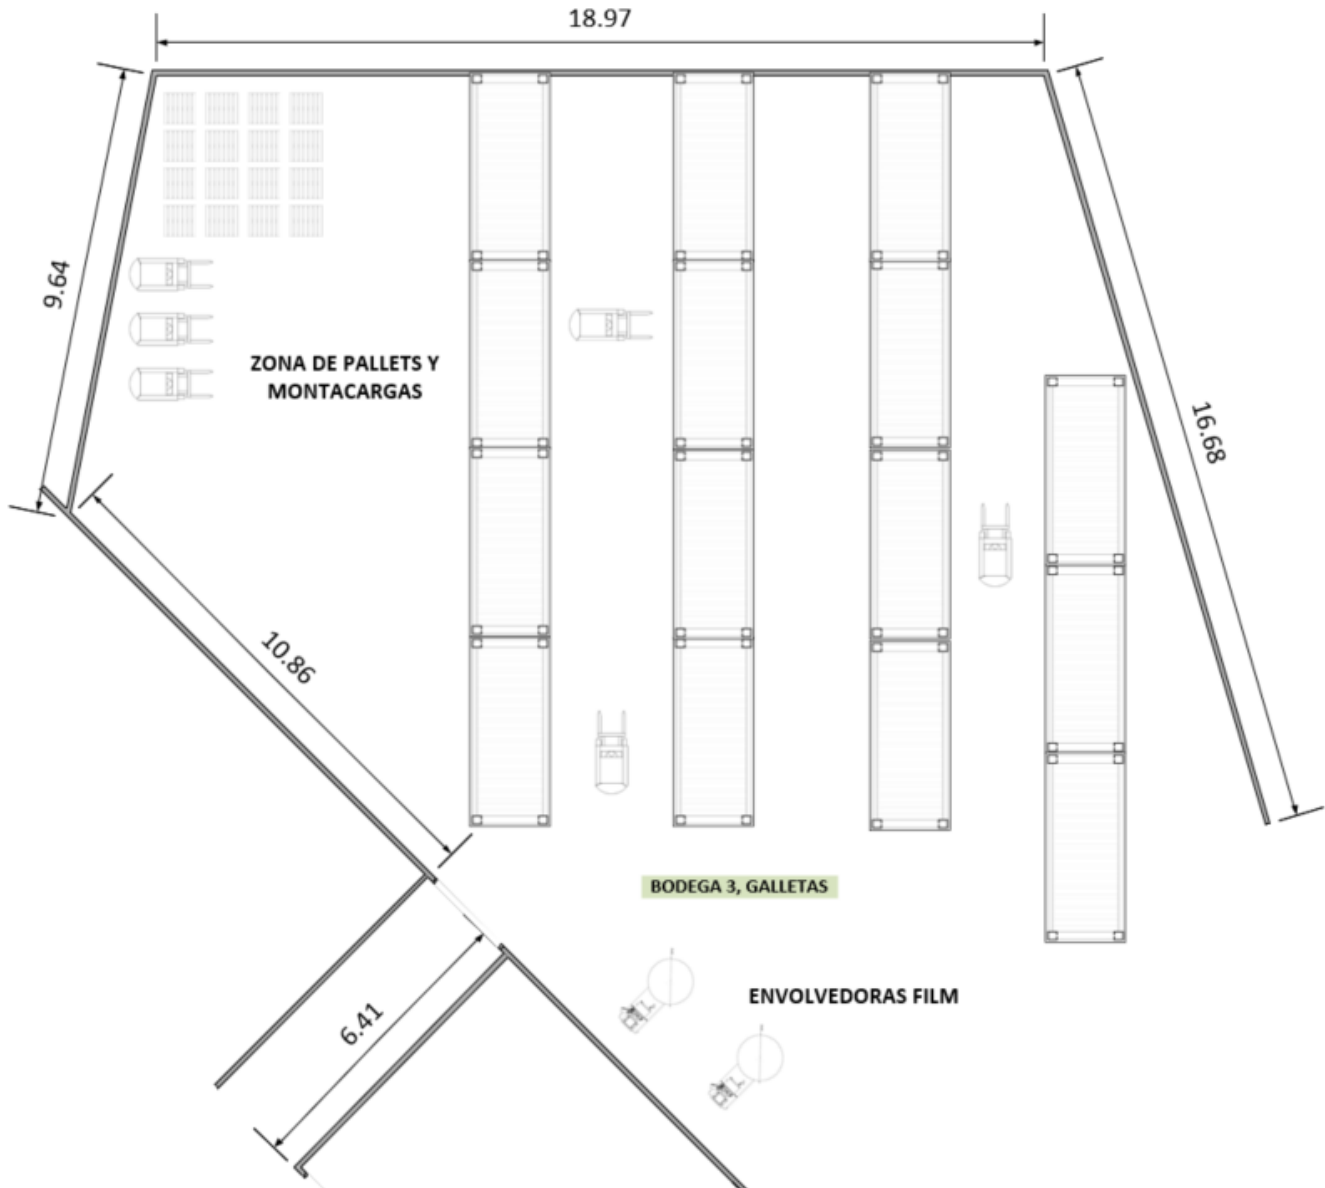 18.97
9.64
ZONA DE PALLETS Y
MONTACARGAS
16.68
10.86
BODEGA 3, GALLETAS
ENVOLVEDORAS FILM
6.41